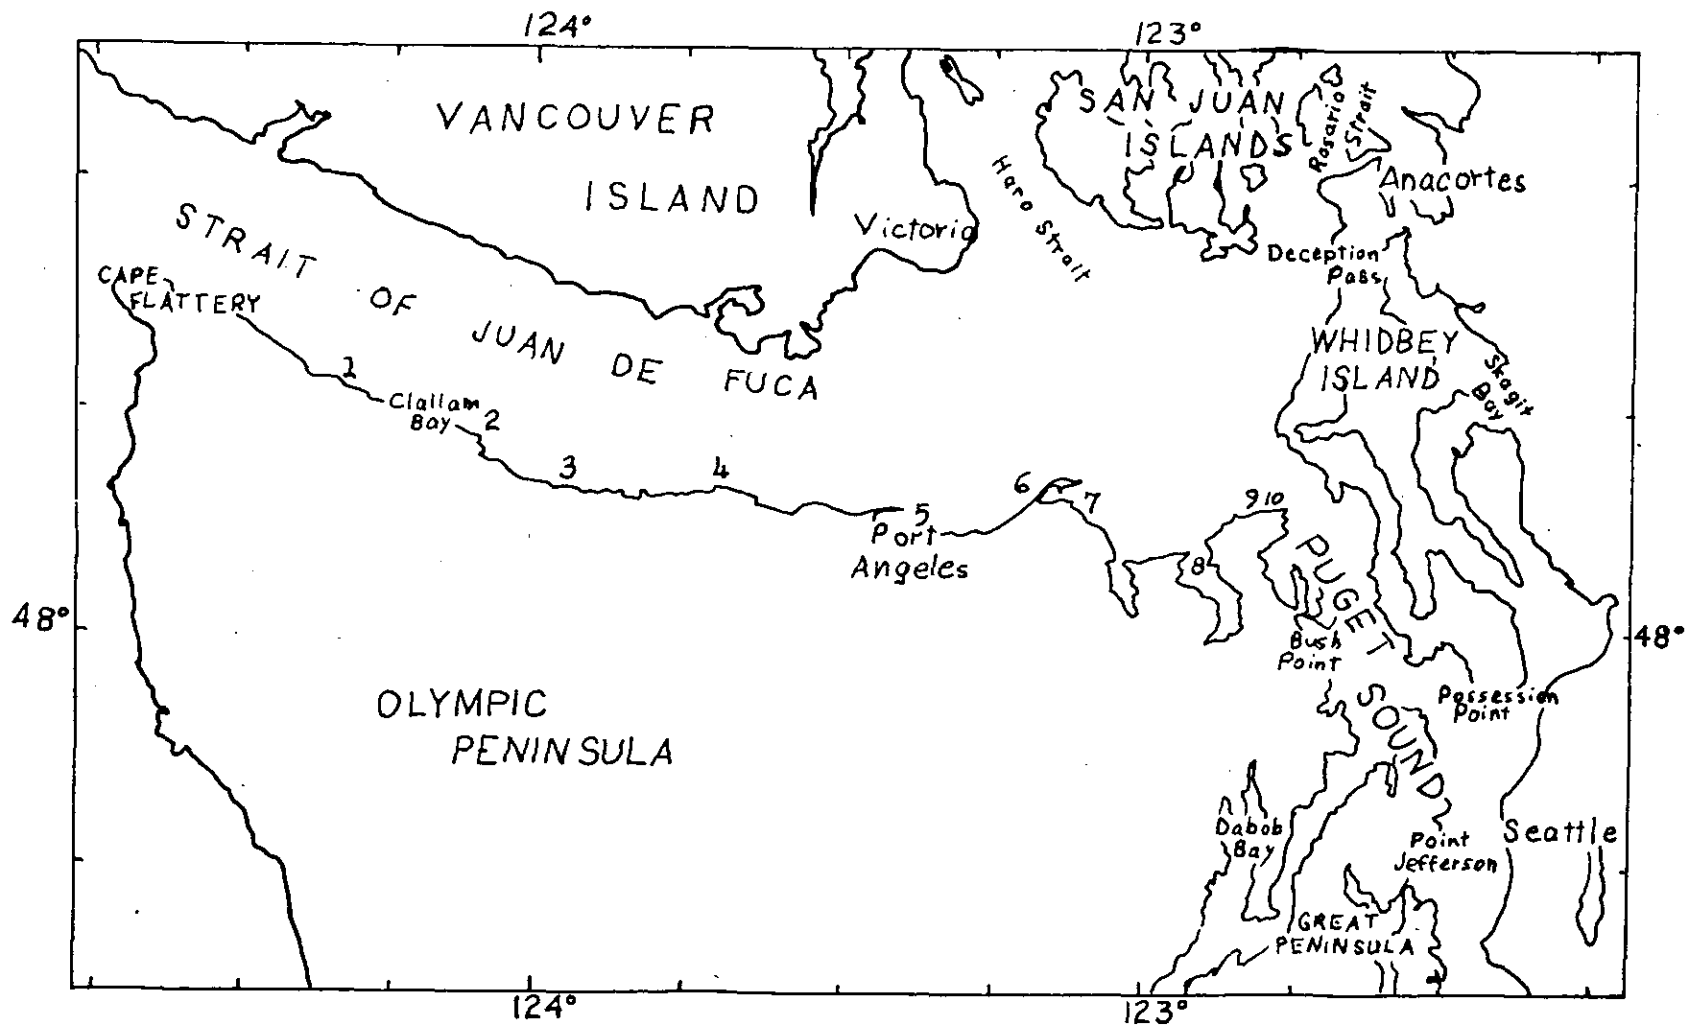 124°
123°
VANCOUVER
ISLAND
SAN JUAN
ISLANDS
Rosario
Strait
Anacortes
Haro Strait
Victoria
STRAIT OF JUAN DE FUCA
CAPE
FLATTERY
Deception
Pass
WHIDBEY
ISLAND
Skagit
Bay
1
Clallam
Bay
2
3
4
5
6
7
8
9
10
Port
Angeles
PUGET SOUND
48°
48°
Bush
Point
Possession
Point
OLYMPIC
PENINSULA
Dabob
Bay
Point
Jefferson
Seattle
GREAT
PENINSULA
124°
123°